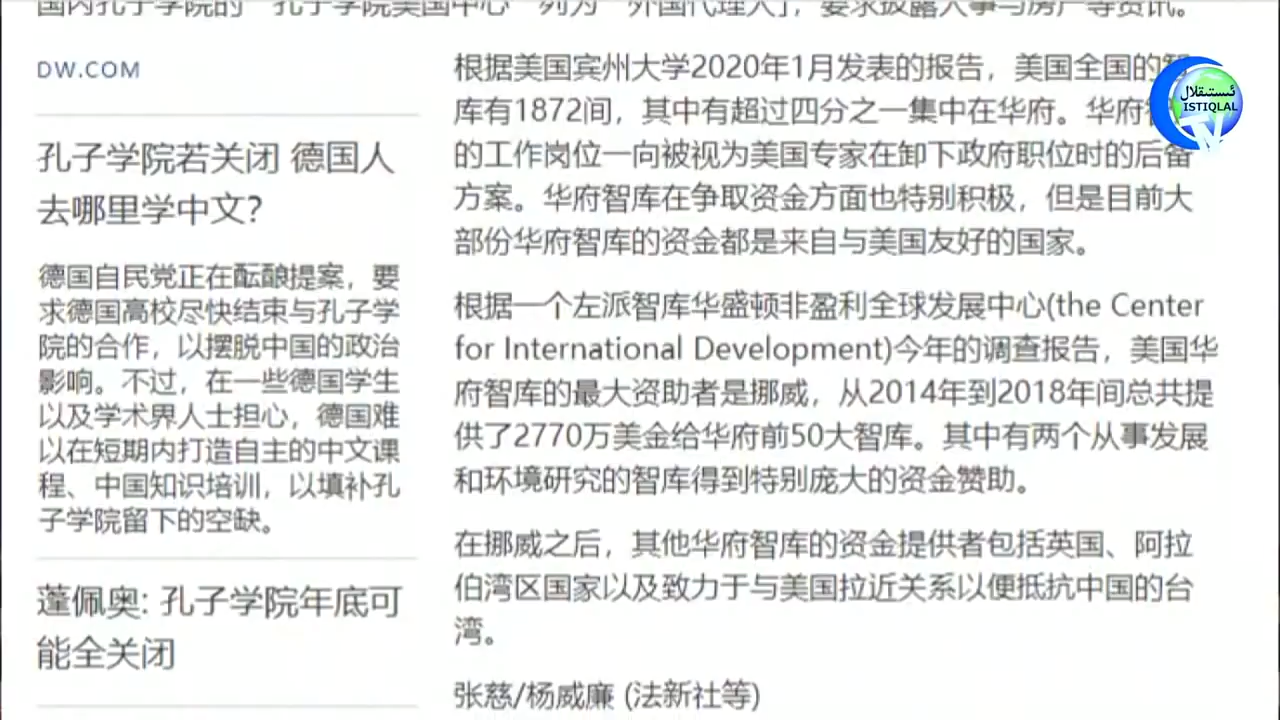 国内孔子学院的"孔子学院美国中心"列为"外国代理人"，要求披露人事与房产等资讯。
DW.COM
孔子学院若关闭 德国人
去哪里学中文？
德国自民党正在酝酿提案，要
求德国高校尽快结束与孔子学
院的合作，以摆脱中国的政治
影响。不过，在一些德国学生
以及学术界人士担心，德国难
以在短期内打造自主的中文课
程、中国知识培训，以填补孔
子学院留下的空缺。
蓬佩奥: 孔子学院年底可
能全关闭
根据美国宾州大学2020年1月发表的报告，美国全国的智
库有1872间，其中有超过四分之一集中在华府。华府
的工作岗位一向被视为美国专家在卸下政府职位时的后备
方案。华府智库在争取资金方面也特别积极，但是目前大
部份华府智库的资金都是来自与美国友好的国家。
根据一个左派智库华盛顿非盈利全球发展中心(the Center
for International Development)今年的调查报告，美国华
府智库的最大资助者是挪威，从2014年到2018年间总共提
供了2770万美金给华府前50大智库。其中有两个从事发展
和环境研究的智库得到特别庞大的资金赞助。
在挪威之后，其他华府智库的资金提供者包括英国、阿拉
伯湾区国家以及致力于与美国拉近关系以便抵抗中国的台
湾。
张慈/杨威廉 (法新社等)
ئىستىقلال
ISTIQLAL